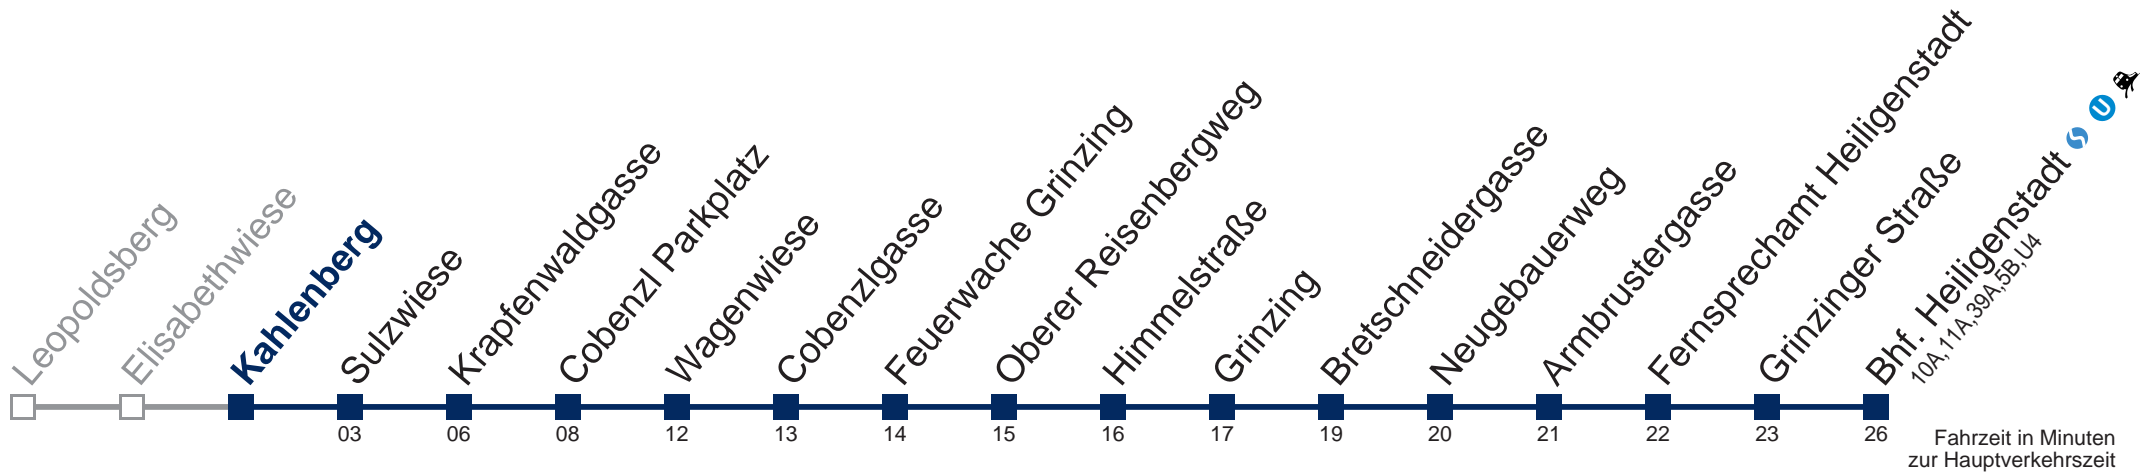 Leopoldsberg
Elisabethwiese
Kahlenberg
Sulzwiese
Krapfenwaldgasse
Cobenzl Parkplatz
Wagenwiese
Cobenzlgasse
Feuerwache Grinzing
Oberer Reisenbergweg
Himmelstraße
Grinzing
Bretschneidergasse
Neugebauerweg
Armbrustergasse
Fernsprechamt Heiligenstadt
Grinzinger Straße
Bhf. Heiligenstadt S U
10A,11A,39A,5B,U4
03 06 08 12 13 14 15 16 17 19 20 21 22 23 26
Fahrzeit in Minuten
zur Hauptverkehrszeit